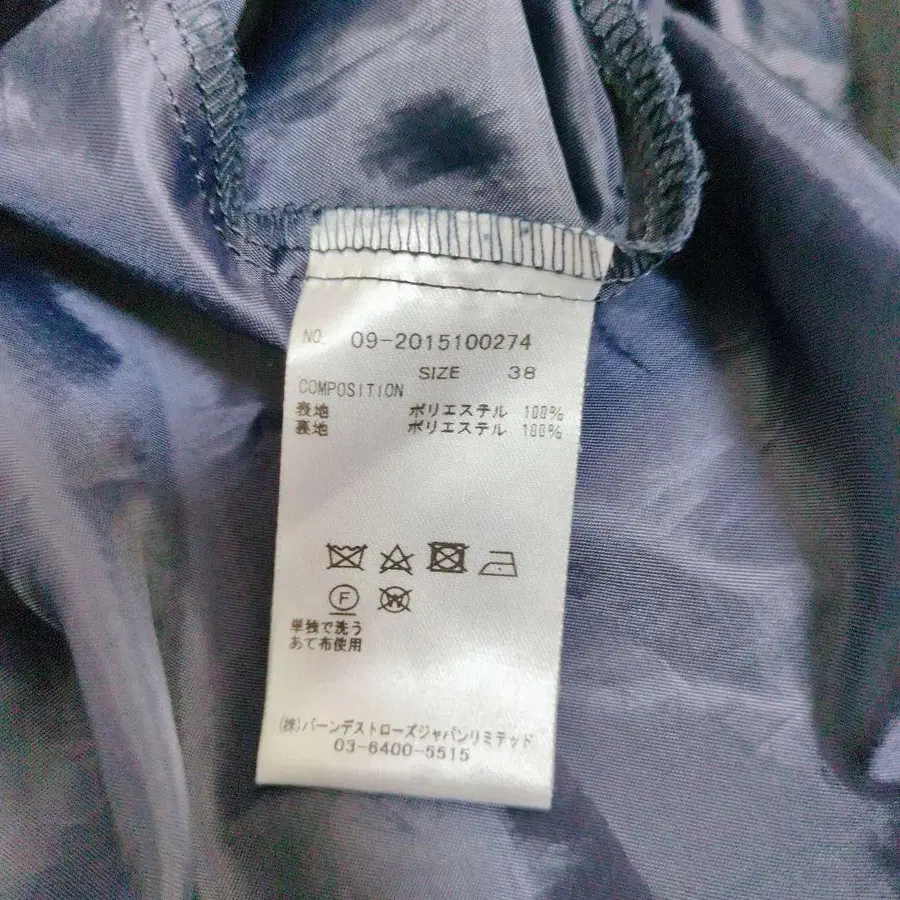 NO. 09-2015100274
SIZE 38
COMPOSITION
表地 ポリエステル 100%
裏地 ポリエステル 100%
F W
単独で洗う
あて布使用
(株)バーンデストローズジャパンリミテッド
03-6400-5515